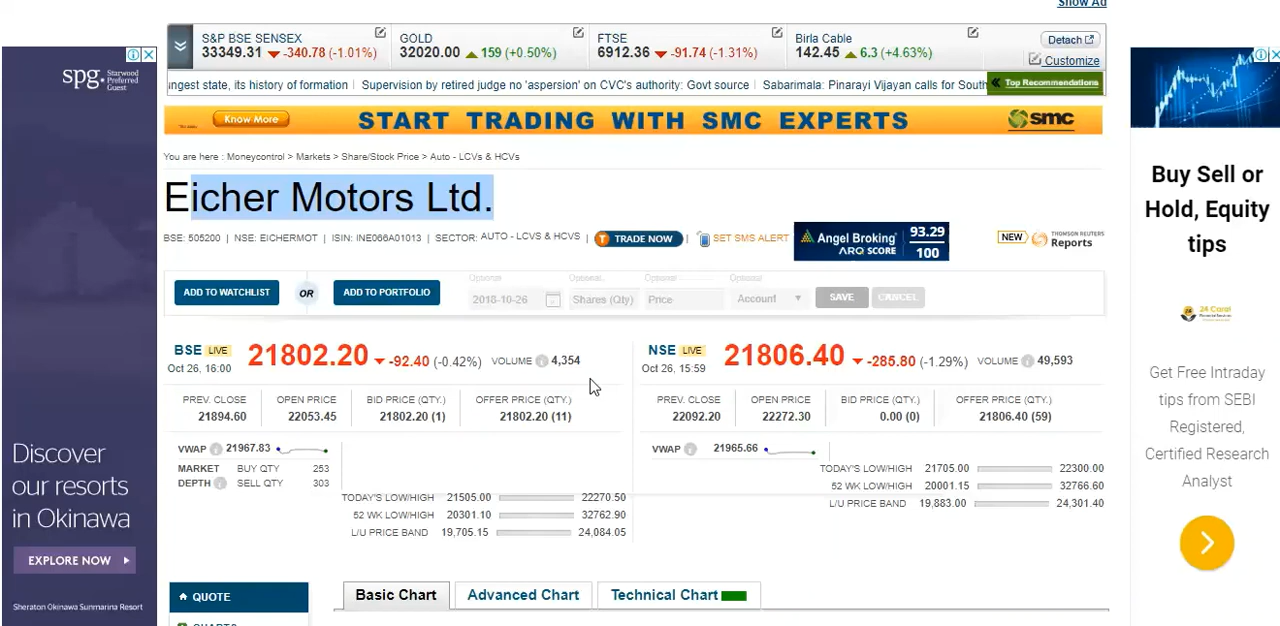 Show Ad
S&P BSE SENSEX
33349.31 -340.78 (-1.01%)
GOLD
32020.00 159 (+0.50%)
FTSE
6912.36 -91.74 (-1.31%)
Birla Cable
142.45 6.3 (+4.63%)
Detach
Customize
ingest state, its history of formation | Supervision by retired judge no 'aspersion' on CVC's authority: Govt source | Sabarimala: Pinarayi Vijayan calls for South
Top Recommendations
Know More
START TRADING WITH SMC EXPERTS
smc
You are here : Moneycontrol > Markets > Share/Stock Price > Auto - LCVs & HCVs
Eicher Motors Ltd.
BSE: 505200 | NSE: EICHERMOT | ISIN: INE066A01013 | SECTOR: AUTO - LCVS & HCVS |
TRADE NOW |
SET SMS ALERT
Angel Broking
ARQ SCORE
93.29
100
NEW
THOMSON REUTERS
Reports
ADD TO WATCHLIST
OR
ADD TO PORTFOLIO
Optional
Optional
Optional
Optional
2018-10-26
Shares (Qty)
Price
Account
SAVE
CANCEL
BSE LIVE
Oct 26, 16:00
21802.20 -92.40 (-0.42%) VOLUME 4,354
PREV. CLOSE
21894.60
OPEN PRICE
22053.45
BID PRICE (QTY.)
21802.20 (1)
OFFER PRICE (QTY.)
21802.20 (11)
VWAP 21967.83
MARKET DEPTH
BUY QTY 253
SELL QTY 303
TODAY'S LOW/HIGH 21505.00 22270.50
52 WK LOW/HIGH 20301.10 32762.90
L/U PRICE BAND 19,705.15 24,084.05
NSE LIVE
Oct 26, 15:59
21806.40 -285.80 (-1.29%) VOLUME 49,593
PREV. CLOSE
22092.20
OPEN PRICE
22272.30
BID PRICE (QTY.)
0.00 (0)
OFFER PRICE (QTY.)
21806.40 (59)
VWAP 21965.66
TODAY'S LOW/HIGH 21705.00 22300.00
52 WK LOW/HIGH 20001.15 32766.60
L/U PRICE BAND 19,883.00 24,301.40
QUOTE
CHARTS
Basic Chart
Advanced Chart
Technical Chart
spg
Starwood
Preferred
Guest
Discover
our resorts
in Okinawa
EXPLORE NOW
Sheraton Okinawa Sunmarina Resort
Buy Sell or
Hold, Equity
tips
24 Carat
Get Free Intraday
tips from SEBI
Registered,
Certified Research
Analyst